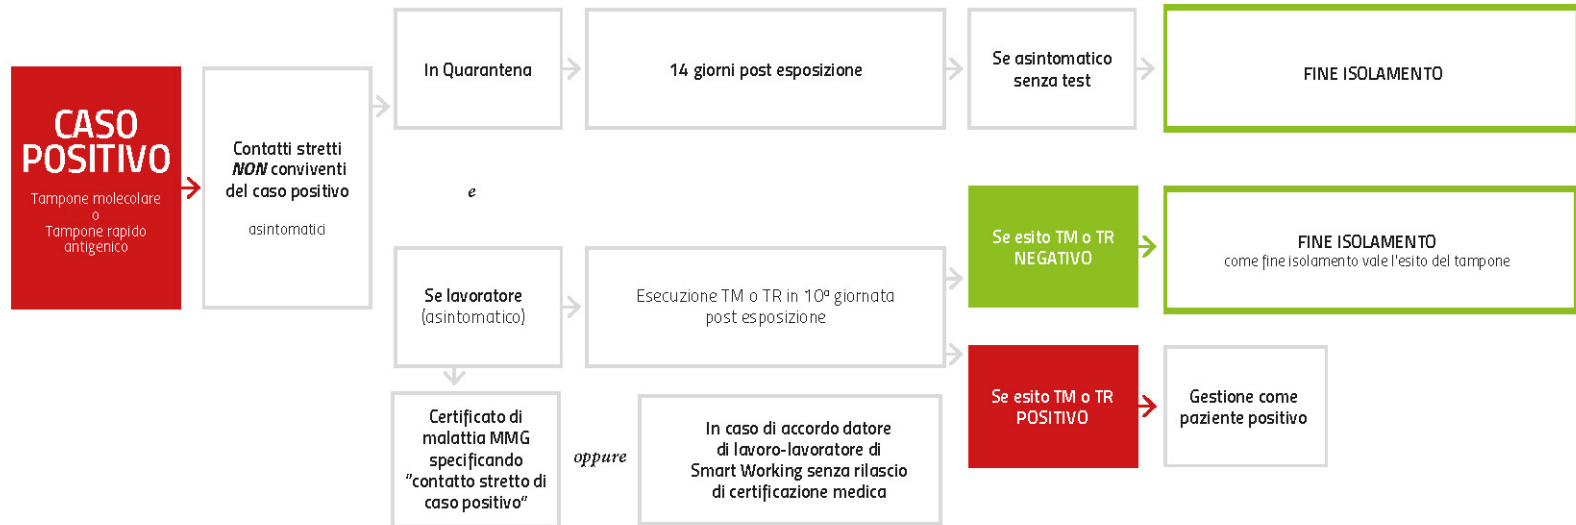 CASO
POSITIVO
Tampone molecolare
o
Tampone rapido
antigenico
Contatti stretti
NON conviventi
del caso positivo
asintomatici
In Quarantena
14 giorni post esposizione
Se asintomatico
senza test
FINE ISOLAMENTO
e
Se lavoratore
(asintomatico)
Esecuzione TM o TR in 10ª giornata
post esposizione
Se esito TM o TR
NEGATIVO
FINE ISOLAMENTO
come fine isolamento vale l'esito del tampone
Se esito TM o TR
POSITIVO
Gestione come
paziente positivo
Certificato di
malattia MMG
specificando
"contatto stretto di
caso positivo"
oppure
In caso di accordo datore
di lavoro-lavoratore di
Smart Working senza rilascio
di certificazione medica